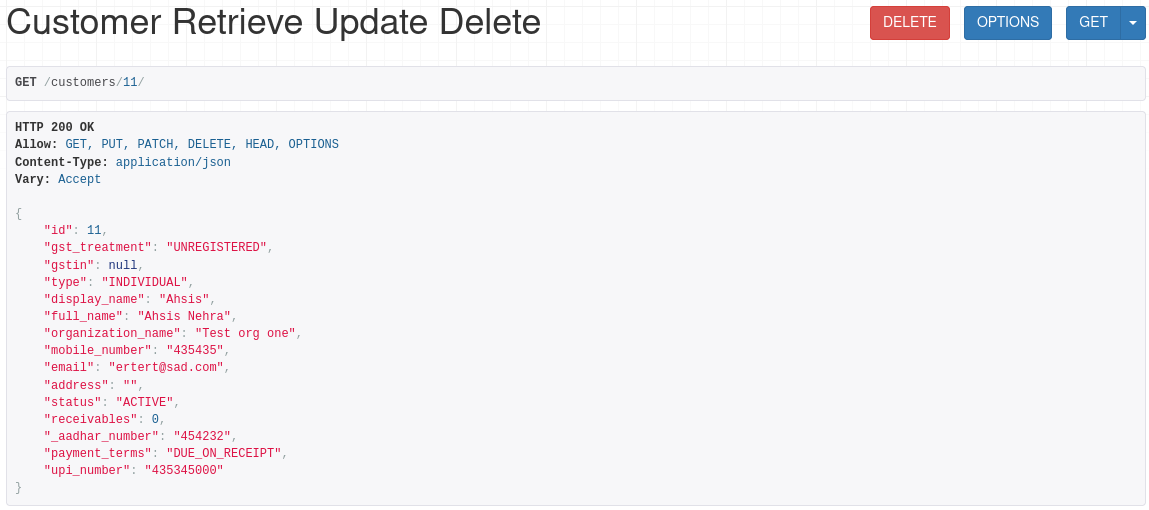 Customer Retrieve Update Delete
DELETE OPTIONS GET
GET /customers/11/
HTTP 200 OK
Allow: GET, PUT, PATCH, DELETE, HEAD, OPTIONS
Content-Type: application/json
Vary: Accept
{
    "id": 11,
    "gst_treatment": "UNREGISTERED",
    "gstin": null,
    "type": "INDIVIDUAL",
    "display_name": "Ahsis",
    "full_name": "Ahsis Nehra",
    "organization_name": "Test org one",
    "mobile_number": "435435",
    "email": "ertert@sad.com",
    "address": "",
    "status": "ACTIVE",
    "receivables": 0,
    "_aadhar_number": "454232",
    "payment_terms": "DUE_ON_RECEIPT",
    "upi_number": "435345000"
}